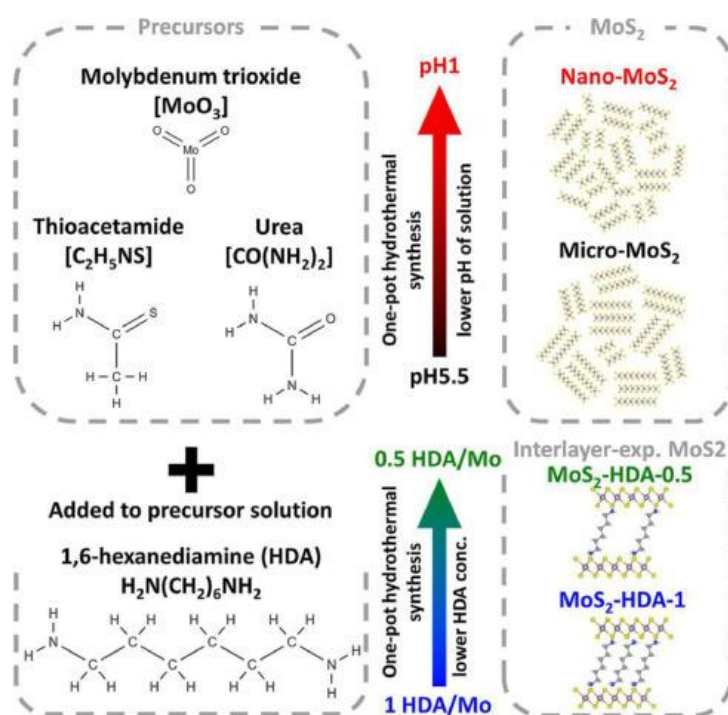 Precursors
Molybdenum trioxide
[MoO₃]
O
O
Mo
O
Thioacetamide
[C₂H₅NS]
H
N
H
S
C
H C H
H
Urea
[CO(NH₂)₂]
H
N
H
O
C
N
H H
pH1
One-pot hydrothermal
synthesis
lower pH of solution
pH5.5
MoS₂
Nano-MoS₂
Micro-MoS₂
Added to precursor solution
1,6-hexanediamine (HDA)
H₂N(CH₂)₆NH₂
H H H H H H H
H N C C C C C C N H
H H H H H H H
0.5 HDA/Mo
One-pot hydrothermal
synthesis
lower HDA conc.
1 HDA/Mo
Interlayer-exp. MoS2
MoS₂-HDA-0.5
MoS₂-HDA-1